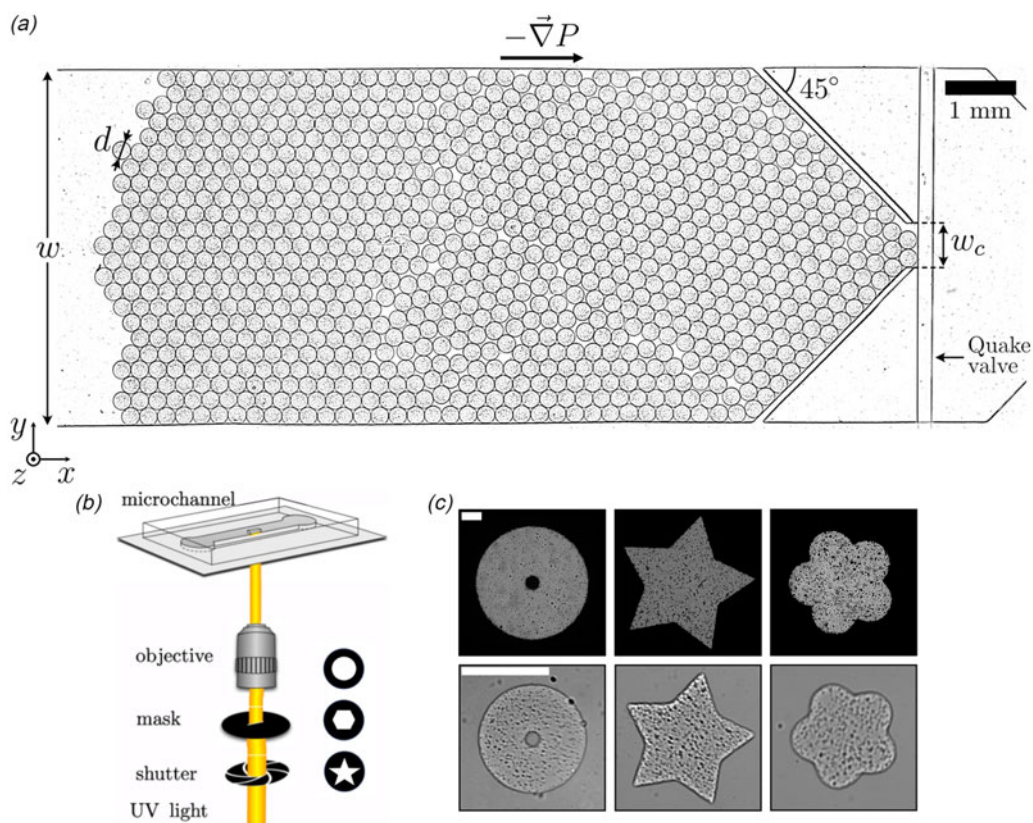 (a)
−∇⃗P
45°
1 mm
d
w
w_c
Quake
valve
y
z
x
(b)
microchannel
objective
mask
shutter
UV light
(c)